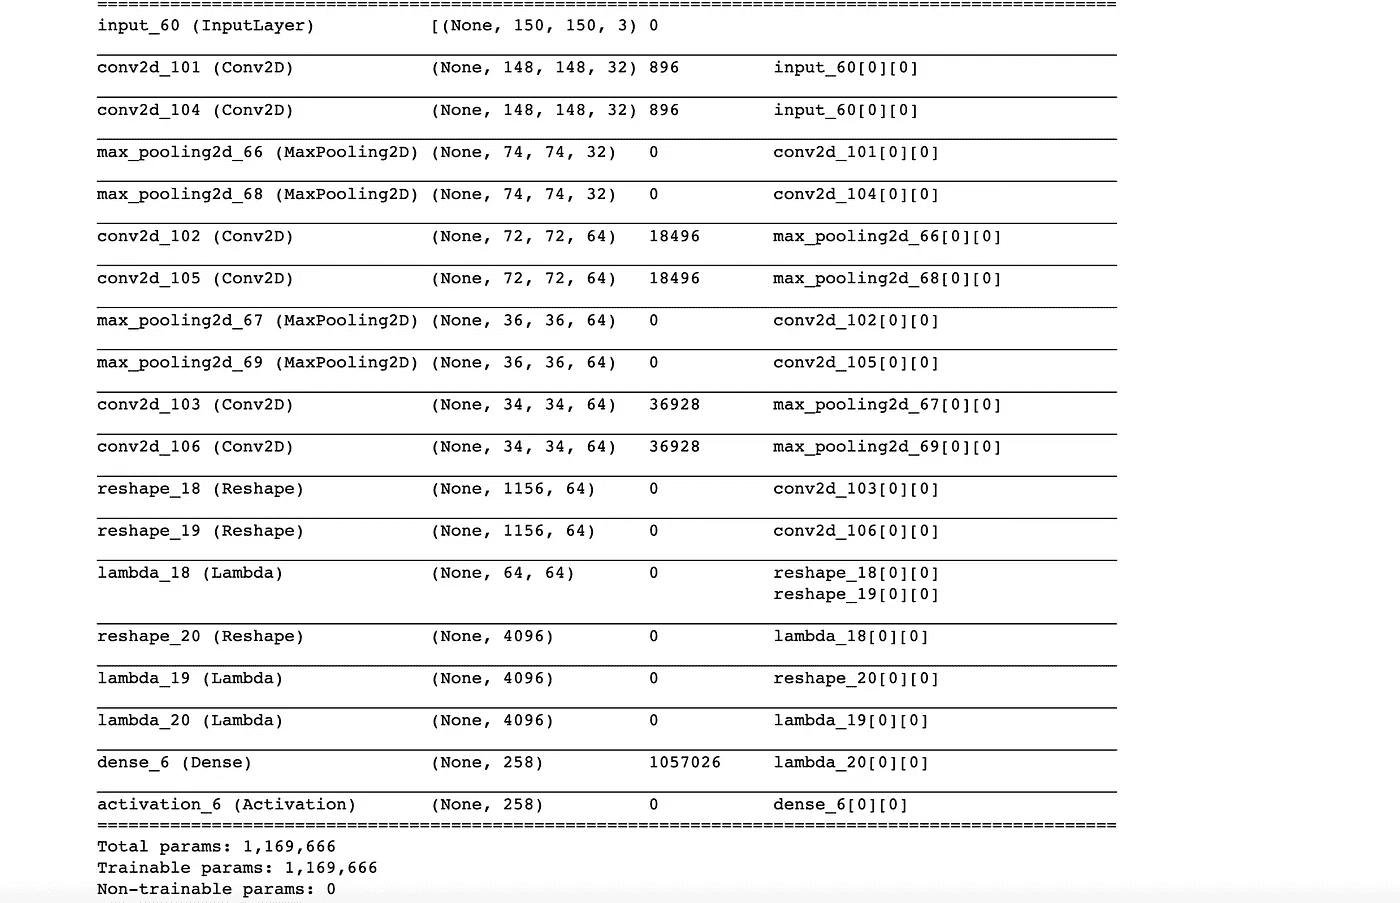 input_60 (InputLayer) [(None, 150, 150, 3) 0
conv2d_101 (Conv2D) (None, 148, 148, 32) 896 input_60[0][0]
conv2d_104 (Conv2D) (None, 148, 148, 32) 896 input_60[0][0]
max_pooling2d_66 (MaxPooling2D) (None, 74, 74, 32) 0 conv2d_101[0][0]
max_pooling2d_68 (MaxPooling2D) (None, 74, 74, 32) 0 conv2d_104[0][0]
conv2d_102 (Conv2D) (None, 72, 72, 64) 18496 max_pooling2d_66[0][0]
conv2d_105 (Conv2D) (None, 72, 72, 64) 18496 max_pooling2d_68[0][0]
max_pooling2d_67 (MaxPooling2D) (None, 36, 36, 64) 0 conv2d_102[0][0]
max_pooling2d_69 (MaxPooling2D) (None, 36, 36, 64) 0 conv2d_105[0][0]
conv2d_103 (Conv2D) (None, 34, 34, 64) 36928 max_pooling2d_67[0][0]
conv2d_106 (Conv2D) (None, 34, 34, 64) 36928 max_pooling2d_69[0][0]
reshape_18 (Reshape) (None, 1156, 64) 0 conv2d_103[0][0]
reshape_19 (Reshape) (None, 1156, 64) 0 conv2d_106[0][0]
lambda_18 (Lambda) (None, 64, 64) 0 reshape_18[0][0]
reshape_19[0][0]
reshape_20 (Reshape) (None, 4096) 0 lambda_18[0][0]
lambda_19 (Lambda) (None, 4096) 0 reshape_20[0][0]
lambda_20 (Lambda) (None, 4096) 0 lambda_19[0][0]
dense_6 (Dense) (None, 258) 1057026 lambda_20[0][0]
activation_6 (Activation) (None, 258) 0 dense_6[0][0]
Total params: 1,169,666
Trainable params: 1,169,666
Non-trainable params: 0